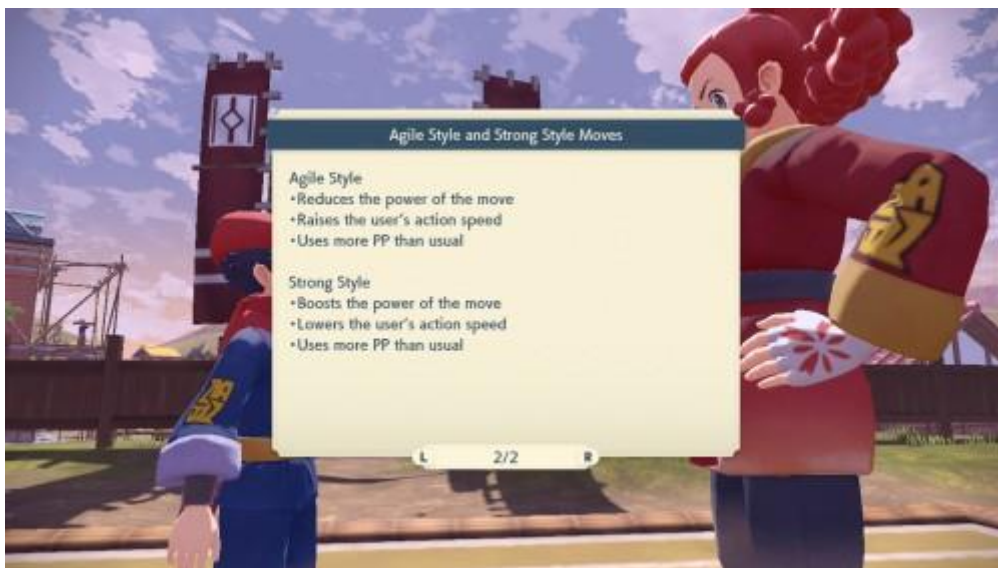 Agile Style and Strong Style Moves
Agile Style
•Reduces the power of the move
•Raises the user's action speed
•Uses more PP than usual
Strong Style
•Boosts the power of the move
•Lowers the user's action speed
•Uses more PP than usual
L 2/2 R